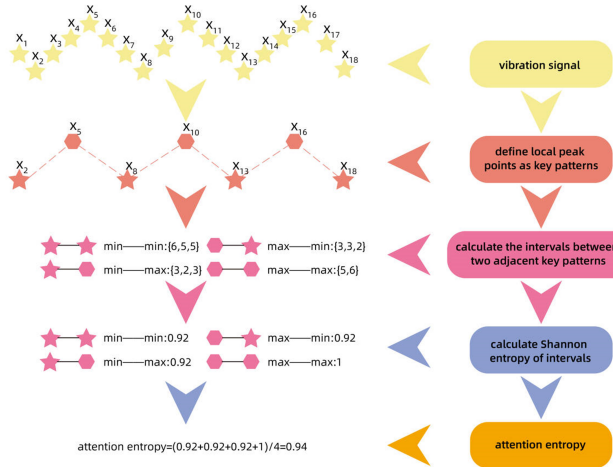 X1 X2 X3 X4 X5 X6 X7 X8 X9 X10 X11 X12 X13 X14 X15 X16 X17 X18
vibration signal
X2 X5 X8 X10 X13 X16 X18
define local peak
points as key patterns
min——min:{6,5,5} max——min:{3,3,2}
min——max:{3,2,3} max——max:{5,6}
calculate the intervals between
two adjacent key patterns
min——min:0.92 max——min:0.92
min——max:0.92 max——max:1
calculate Shannon
entropy of intervals
attention entropy=(0.92+0.92+0.92+1)/4=0.94
attention entropy